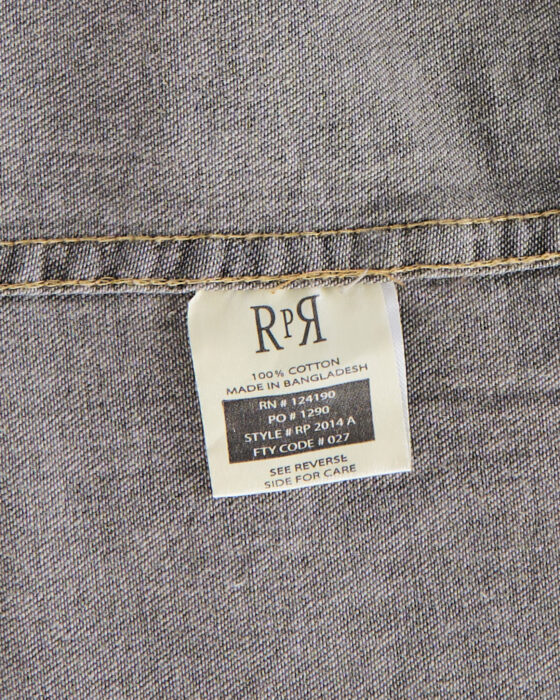 RPR
100% COTTON
MADE IN BANGLADESH
RN # 124190
PO # 1290
STYLE # RP 2014 A
FTY CODE # 027
SEE REVERSE
SIDE FOR CARE